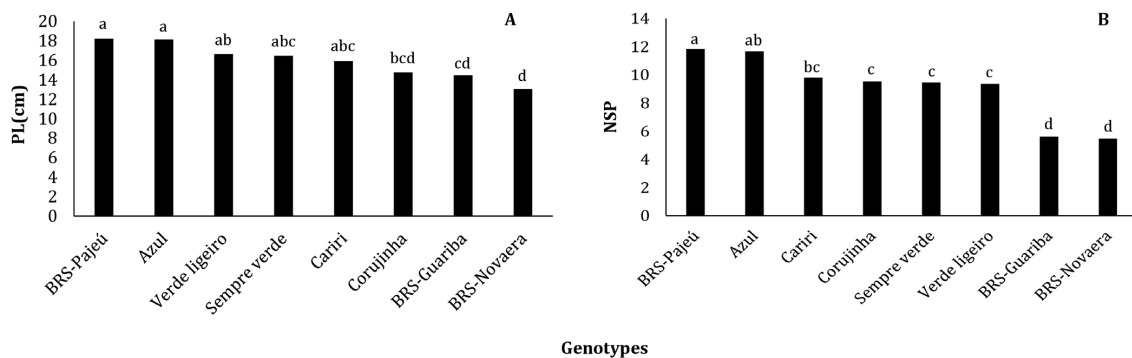 A
PL(cm)
20
18
16
14
12
10
8
6
4
2
0
a a ab abc abc bcd cd d
BRS-Pajeú
Azul
Verde ligeiro
Sempre verde
Cariri
Corujinha
BRS-Guariba
BRS-Novaera
B
NSP
14
12
10
8
6
4
2
0
a ab bc c c c d d
BRS-Pajeú
Azul
Cariri
Corujinha
Sempre verde
Verde ligeiro
BRS-Guariba
BRS-Novaera
Genotypes